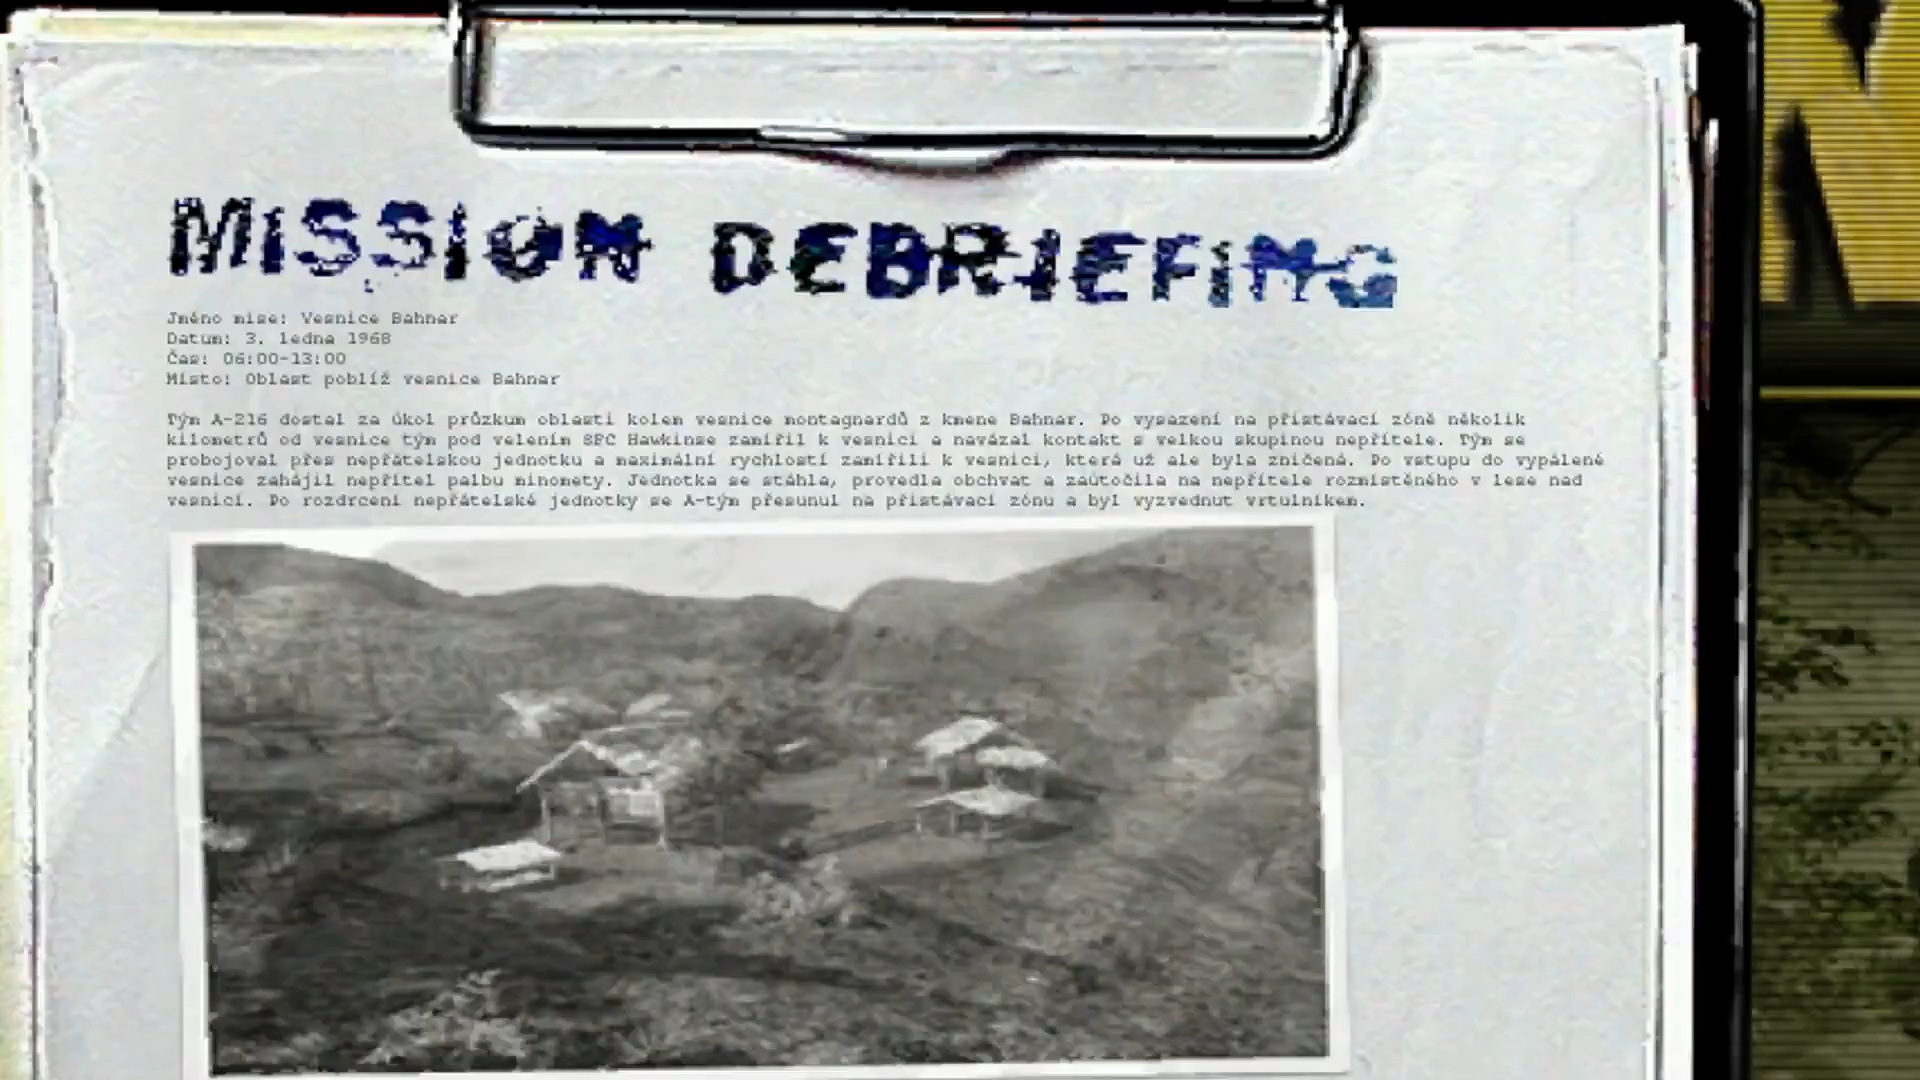 MISSION DEBRIEFING
Jméno mise: Vesnice Bahnar
Datum: 3. ledna 1968
Čas: 06:00-13:00
Místo: Oblast poblíž vesnice Bahnar
Tým A-216 dostal za úkol průzkum oblasti kolem vesnice montagnardů z kmene Bahnar. Po vysazení na přistávací zóně několik
kilometrů od vesnice tým pod velením SFC Hawkinse zamířil k vesnici a navázal kontakt s velkou skupinou nepřítele. Tým se
probojoval přes nepřátelskou jednotku a maximální rychlostí zamířili k vesnici, která už ale byla zničená. Po vstupu do vypálené
vesnice zahájil nepřítel palbu minomety. Jednotka se stáhla, provedla obchvat a zaútočila na nepřítele rozmístěného v lese nad
vesnicí. Po rozdrcení nepřátelské jednotky se A-tým přesunul na přistávací zónu a byl vyzvednut vrtulníkem.